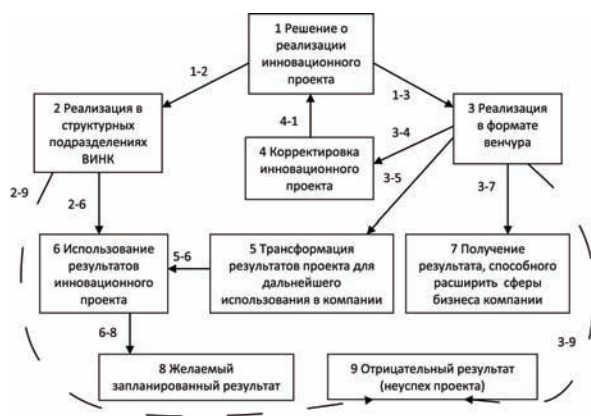 1 Решение о
реализации
инновационного
проекта
1-2
1-3
2 Реализация в
структурных
подразделениях
ВИНК
4-1
3-4
3 Реализация
в формате
венчура
4 Корректировка
инновационного
проекта
2-9
2-6
3-5
3-7
6 Использование
результатов
инновационного
проекта
5-6
5 Трансформация
результатов проекта для
дальнейшего
использования в компании
7 Получение
результата, способного
расширить сферы
бизнеса компании
6-8
3-9
8 Желаемый
запланированный результат
9 Отрицательный результат
(неуспех проекта)